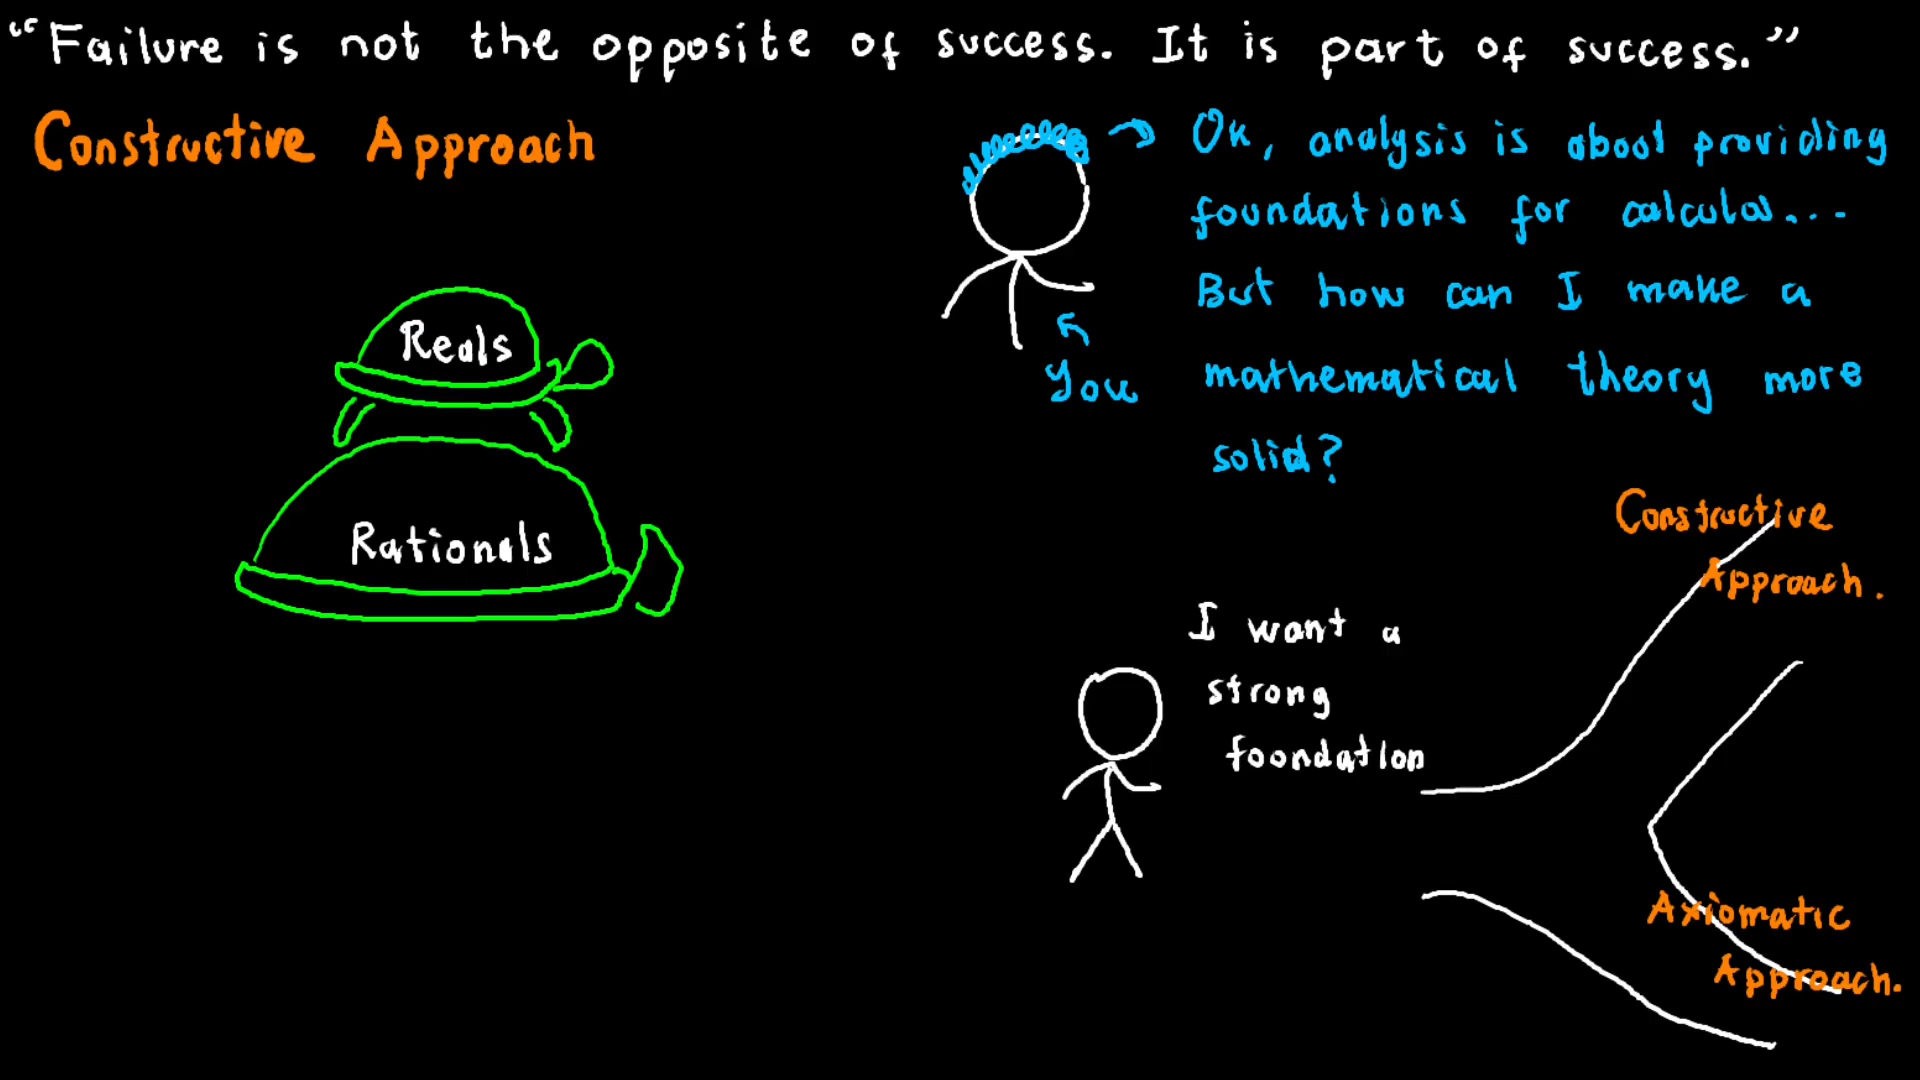 "Failure is not the opposite of success. It is part of success."
Constructive Approach
Reals
Rationals
Ok, analysis is about providing
foundations for calculus...
But how can I make a
mathematical theory more
solid?
You
I want a
strong
foondation
Constructive
Approach.
Axiomatic
Approach.